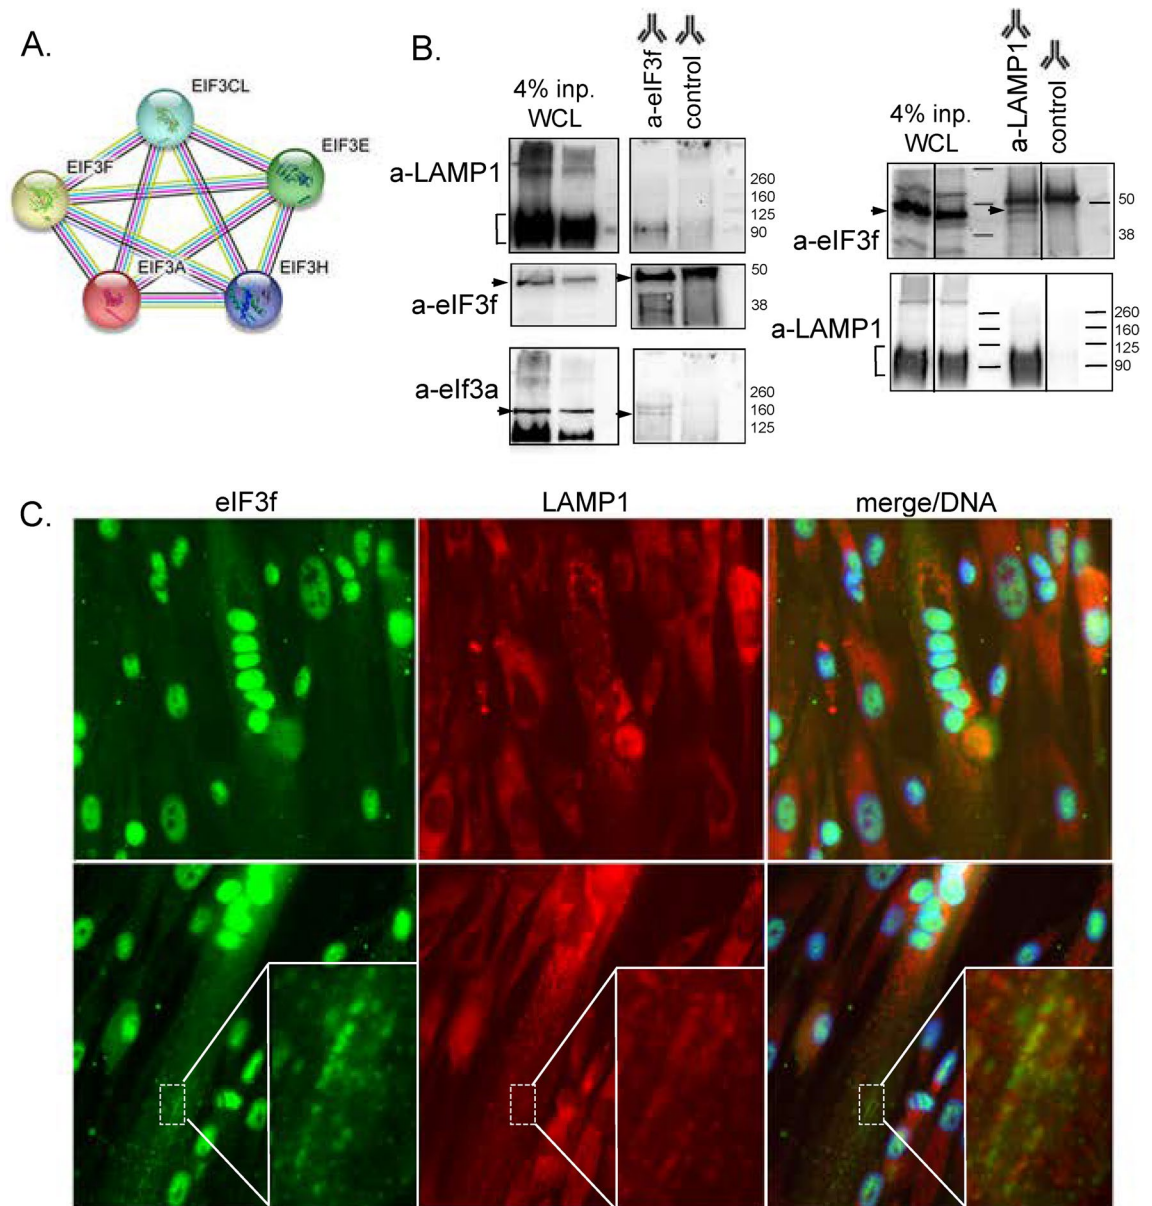 A.
EIF3CL
EIF3E
EIF3F
EIF3A
EIF3H
B.
4% inp.
WCL
a-eIF3f
control
a-LAMP1
260
160
125
90
a-eIF3f
50
38
a-eIf3a
260
160
125
4% inp.
WCL
a-LAMP1
control
a-eIF3f
50
38
a-LAMP1
260
160
125
90
C.
eIF3f
LAMP1
merge/DNA